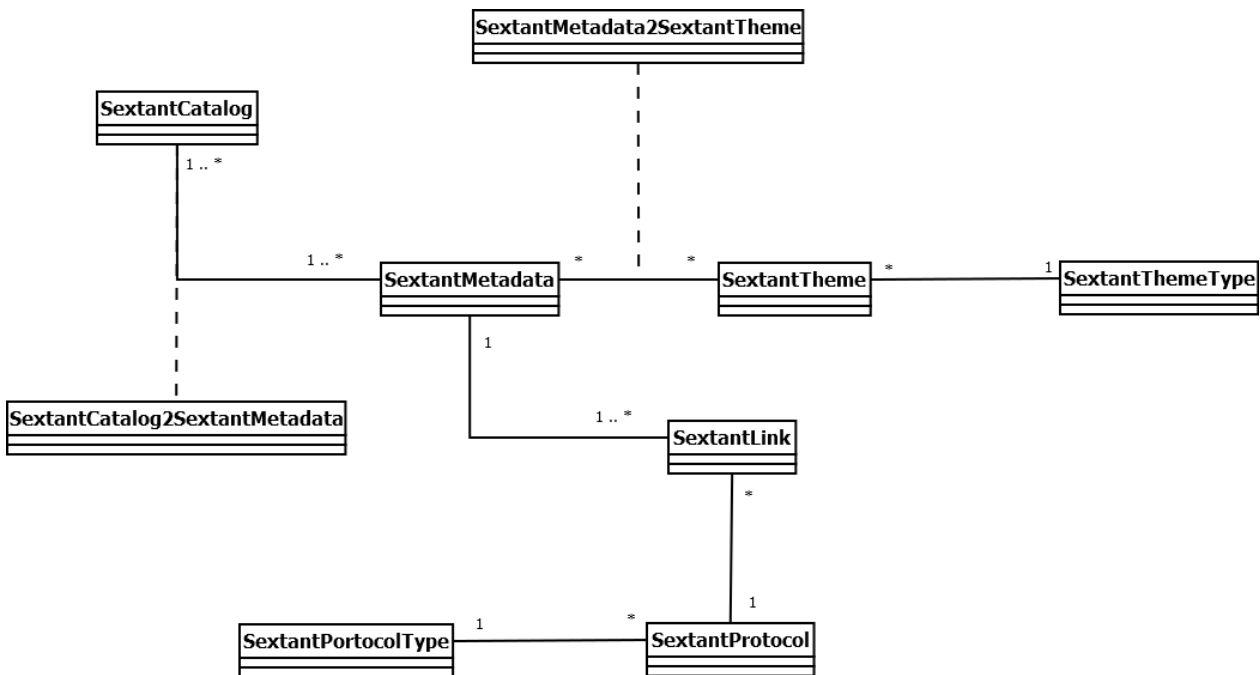 SextantMetadata2SextantTheme
SextantCatalog
1 .. *
1 .. *
SextantMetadata
*
*
SextantTheme
*
1
SextantThemeType
1
SextantCatalog2SextantMetadata
1 .. *
SextantLink
*
1
SextantPortocolType
1
*
SextantProtocol